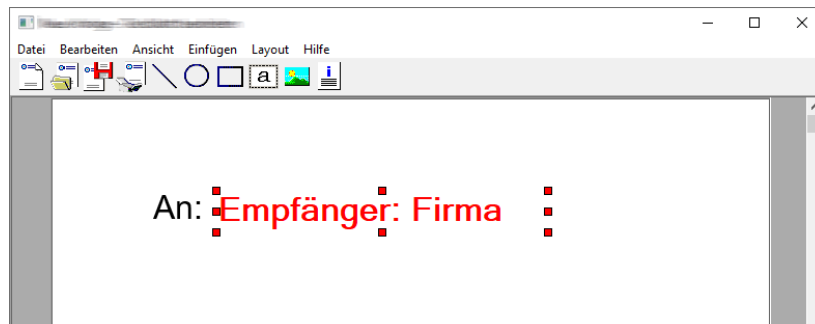 Datei Bearbeiten Ansicht Einfügen Layout Hilfe
a
An: Empfänger: Firma